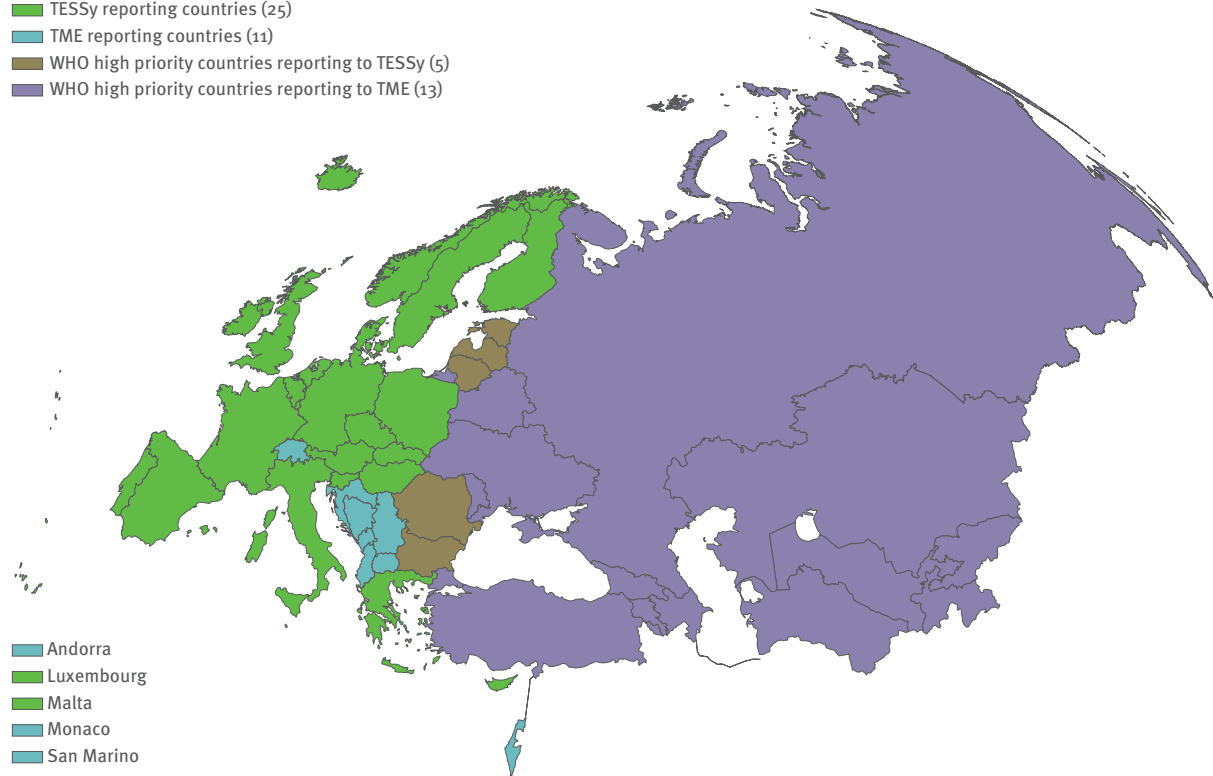 TESSy reporting countries (25)
TME reporting countries (11)
WHO high priority countries reporting to TESSy (5)
WHO high priority countries reporting to TME (13)
Andorra
Luxembourg
Malta
Monaco
San Marino